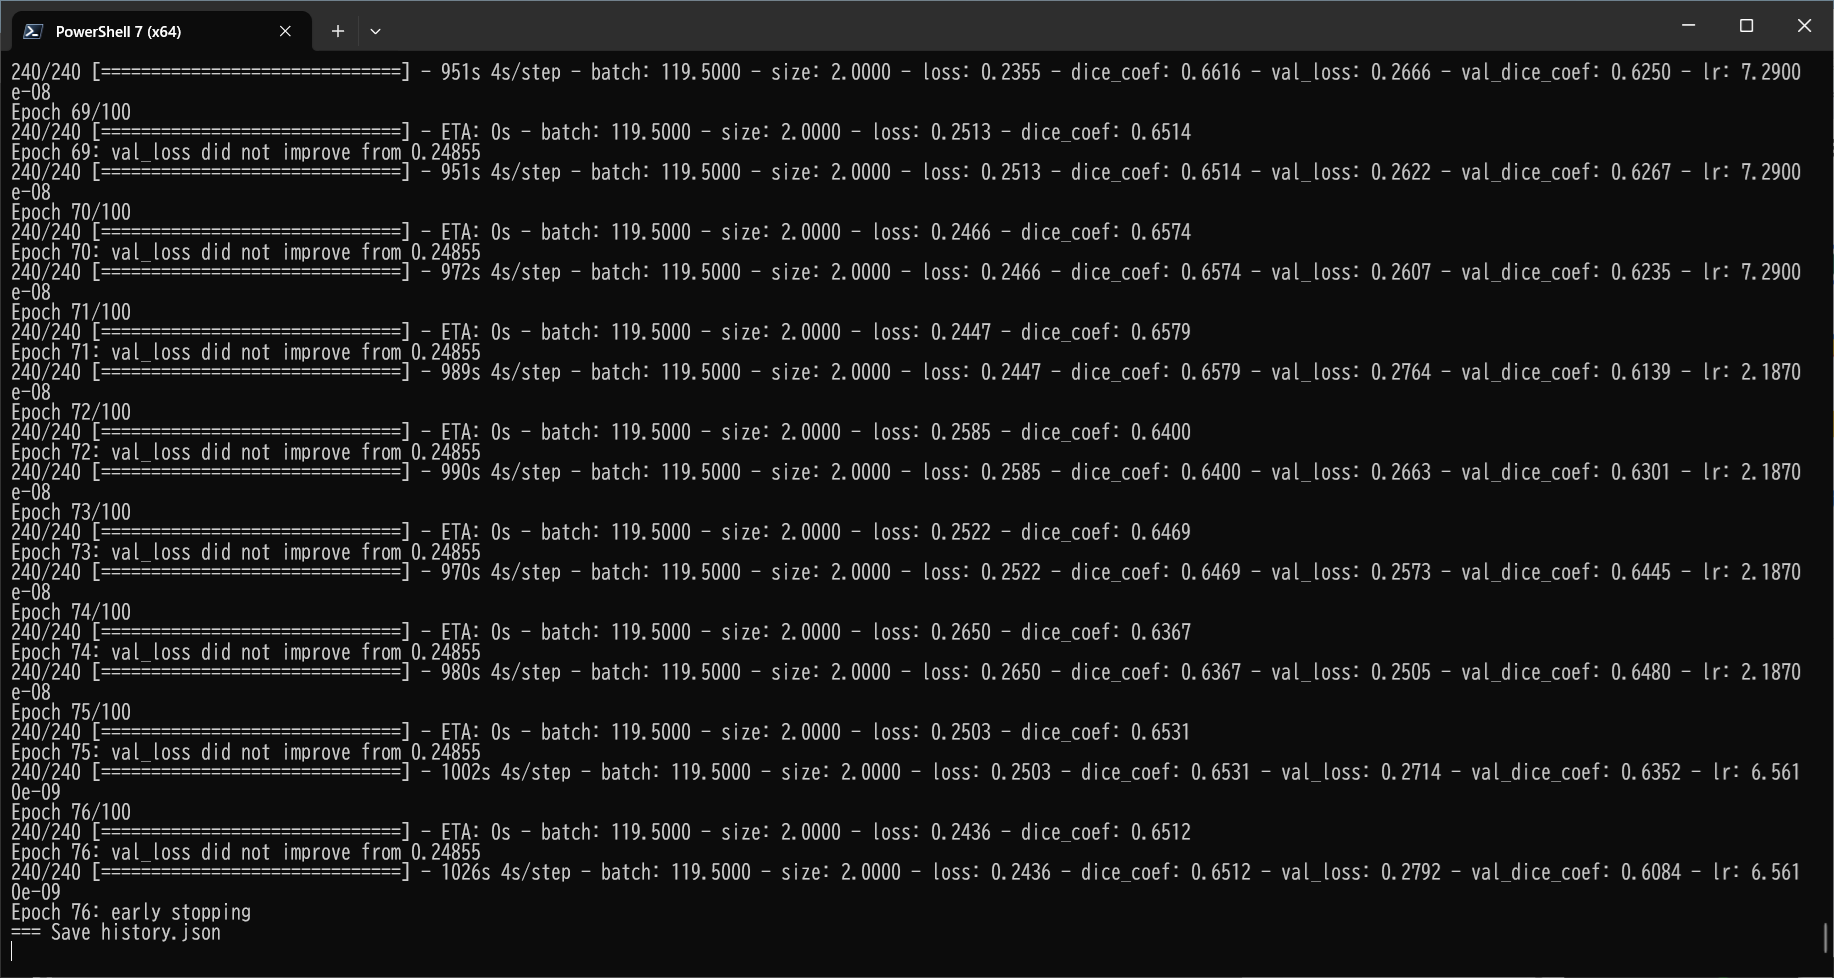 PowerShell 7 (x64)
240/240 [==============================] - 951s 4s/step - batch: 119.5000 - size: 2.0000 - loss: 0.2355 - dice_coef: 0.6616 - val_loss: 0.2666 - val_dice_coef: 0.6250 - lr: 7.2900
e-08
Epoch 69/100
240/240 [==============================] - ETA: 0s - batch: 119.5000 - size: 2.0000 - loss: 0.2513 - dice_coef: 0.6514
Epoch 69: val_loss did not improve from 0.24855
240/240 [==============================] - 951s 4s/step - batch: 119.5000 - size: 2.0000 - loss: 0.2513 - dice_coef: 0.6514 - val_loss: 0.2622 - val_dice_coef: 0.6267 - lr: 7.2900
e-08
Epoch 70/100
240/240 [==============================] - ETA: 0s - batch: 119.5000 - size: 2.0000 - loss: 0.2466 - dice_coef: 0.6574
Epoch 70: val_loss did not improve from 0.24855
240/240 [==============================] - 972s 4s/step - batch: 119.5000 - size: 2.0000 - loss: 0.2466 - dice_coef: 0.6574 - val_loss: 0.2607 - val_dice_coef: 0.6235 - lr: 7.2900
e-08
Epoch 71/100
240/240 [==============================] - ETA: 0s - batch: 119.5000 - size: 2.0000 - loss: 0.2447 - dice_coef: 0.6579
Epoch 71: val_loss did not improve from 0.24855
240/240 [==============================] - 989s 4s/step - batch: 119.5000 - size: 2.0000 - loss: 0.2447 - dice_coef: 0.6579 - val_loss: 0.2764 - val_dice_coef: 0.6139 - lr: 2.1870
e-08
Epoch 72/100
240/240 [==============================] - ETA: 0s - batch: 119.5000 - size: 2.0000 - loss: 0.2585 - dice_coef: 0.6400
Epoch 72: val_loss did not improve from 0.24855
240/240 [==============================] - 990s 4s/step - batch: 119.5000 - size: 2.0000 - loss: 0.2585 - dice_coef: 0.6400 - val_loss: 0.2663 - val_dice_coef: 0.6301 - lr: 2.1870
e-08
Epoch 73/100
240/240 [==============================] - ETA: 0s - batch: 119.5000 - size: 2.0000 - loss: 0.2522 - dice_coef: 0.6469
Epoch 73: val_loss did not improve from 0.24855
240/240 [==============================] - 970s 4s/step - batch: 119.5000 - size: 2.0000 - loss: 0.2522 - dice_coef: 0.6469 - val_loss: 0.2573 - val_dice_coef: 0.6445 - lr: 2.1870
e-08
Epoch 74/100
240/240 [==============================] - ETA: 0s - batch: 119.5000 - size: 2.0000 - loss: 0.2650 - dice_coef: 0.6367
Epoch 74: val_loss did not improve from 0.24855
240/240 [==============================] - 980s 4s/step - batch: 119.5000 - size: 2.0000 - loss: 0.2650 - dice_coef: 0.6367 - val_loss: 0.2505 - val_dice_coef: 0.6480 - lr: 2.1870
e-08
Epoch 75/100
240/240 [==============================] - ETA: 0s - batch: 119.5000 - size: 2.0000 - loss: 0.2503 - dice_coef: 0.6531
Epoch 75: val_loss did not improve from 0.24855
240/240 [==============================] - 1002s 4s/step - batch: 119.5000 - size: 2.0000 - loss: 0.2503 - dice_coef: 0.6531 - val_loss: 0.2714 - val_dice_coef: 0.6352 - lr: 6.561
0e-09
Epoch 76/100
240/240 [==============================] - ETA: 0s - batch: 119.5000 - size: 2.0000 - loss: 0.2436 - dice_coef: 0.6512
Epoch 76: val_loss did not improve from 0.24855
240/240 [==============================] - 1026s 4s/step - batch: 119.5000 - size: 2.0000 - loss: 0.2436 - dice_coef: 0.6512 - val_loss: 0.2792 - val_dice_coef: 0.6084 - lr: 6.561
0e-09
Epoch 76: early stopping
=== Save history.json